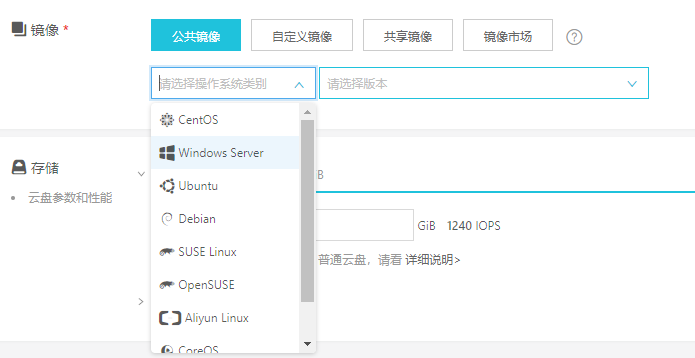 镜像 *
公共镜像 自定义镜像 共享镜像 镜像市场 ?
请选择操作系统类别 请选择版本
CentOS
Windows Server
Ubuntu
Debian
SUSE Linux
OpenSUSE
Aliyun Linux
CoreOS
存储
云盘参数和性能
B
GiB 1240 IOPS
普通云盘，请看 详细说明>